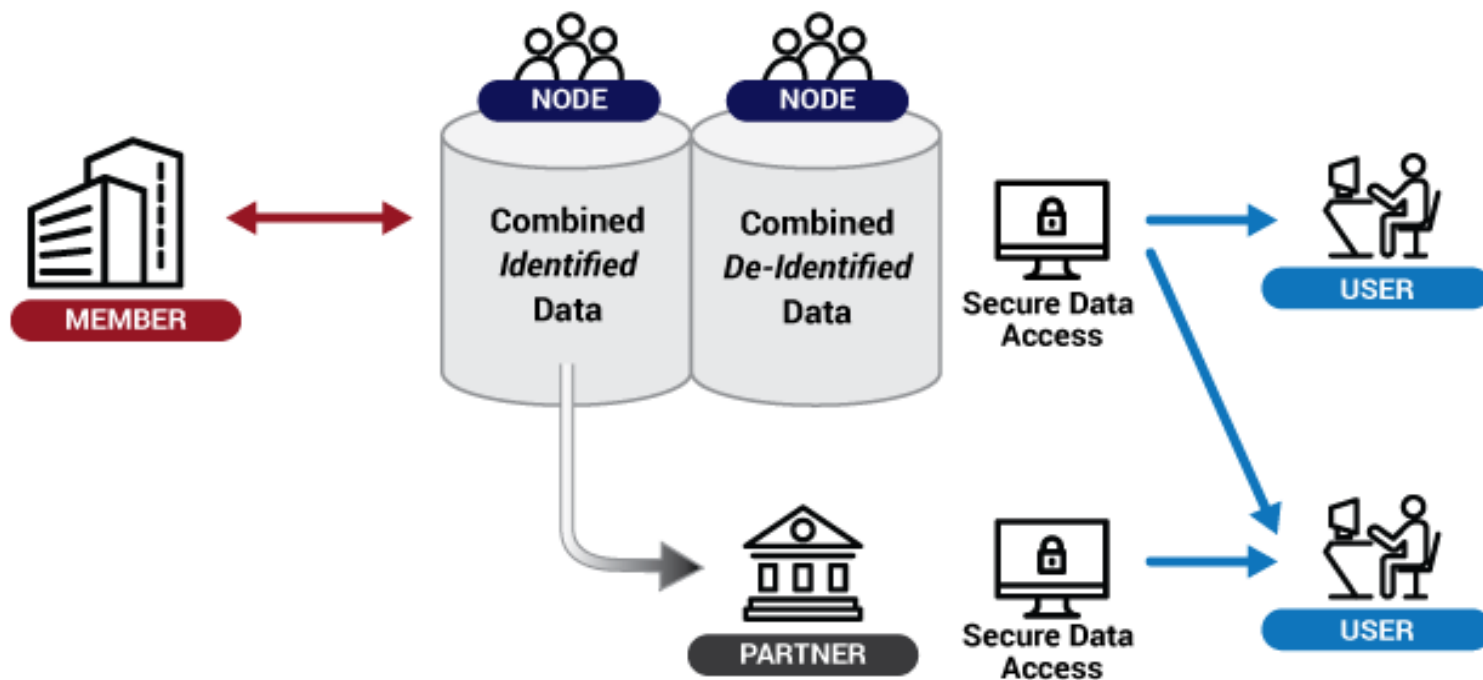 NODE
NODE
Combined
Identified
Data
Combined
De-Identified
Data
MEMBER
Secure Data
Access
USER
PARTNER
Secure Data
Access
USER